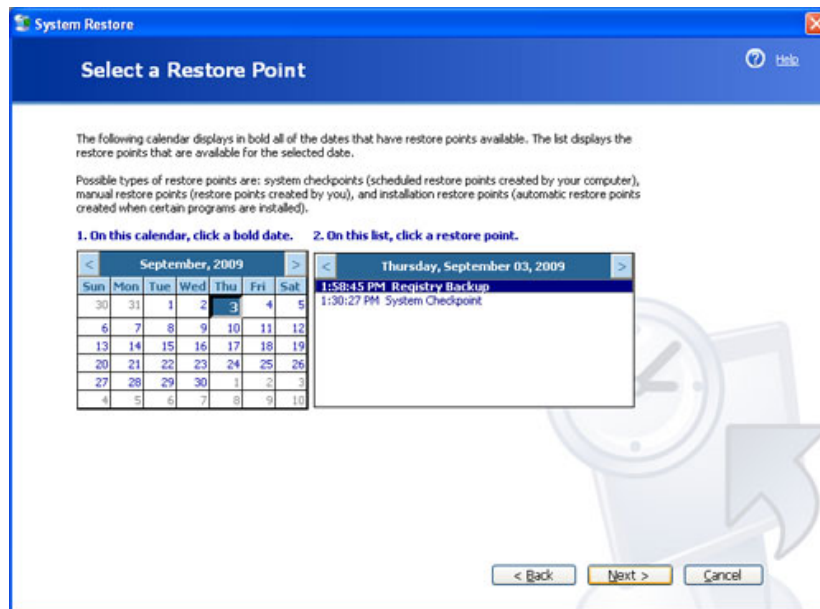 System Restore
Select a Restore Point
Help
The following calendar displays in bold all of the dates that have restore points available. The list displays the
restore points that are available for the selected date.
Possible types of restore points are: system checkpoints (scheduled restore points created by your computer),
manual restore points (restore points created by you), and installation restore points (automatic restore points
created when certain programs are installed).
1. On this calendar, click a bold date.
2. On this list, click a restore point.
< September, 2009 >
Sun Mon Tue Wed Thu Fri Sat
30 31 1 2 3 4 5
6 7 8 9 10 11 12
13 14 15 16 17 18 19
20 21 22 23 24 25 26
27 28 29 30 1 2 3
4 5 6 7 8 9 10
< Thursday, September 03, 2009 >
1:58:45 PM Registry Backup
1:30:27 PM System Checkpoint
< Back
Next >
Cancel